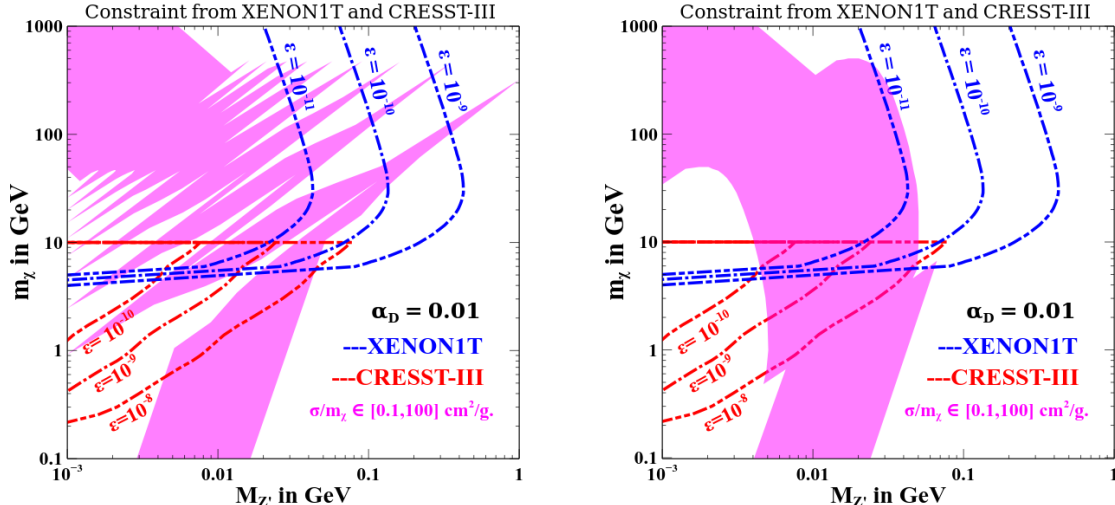 Constraint from XENON1T and CRESST-III
1000
100
10
1
0.1
m_χ in GeV
ε = 10^-11
ε = 10^-10
ε = 10^-9
α_D = 0.01
---XENON1T
---CRESST-III
σ/m_χ ∈ [0.1,100] cm²/g.
ε= 10^-10
ε=10^-9
ε=10^-8
10^-3
0.01
0.1
1
M_Z' in GeV
Constraint from XENON1T and CRESST-III
1000
100
10
1
0.1
m_χ in GeV
ε = 10^-11
ε = 10^-10
ε = 10^-9
α_D = 0.01
---XENON1T
---CRESST-III
σ/m_χ ∈ [0.1,100] cm²/g.
ε= 10^-10
ε=10^-9
ε=10^-8
10^-3
0.01
0.1
1
M_Z' in GeV